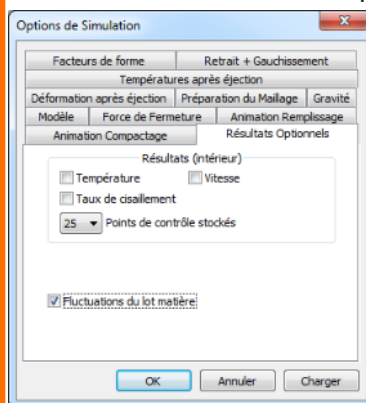 Options de Simulation
Facteurs de forme Retrait + Gauchissement
Températures après éjection
Déformation après éjection Préparation du Maillage Gravité
Modèle Force de Fermeture Animation Remplissage
Animation Compactage Résultats Optionnels
Résultats (intérieur)
Température Vitesse
Taux de cisaillement
25 Points de contrôle stockés
Fluctuations du lot matière
OK Annuler Charger